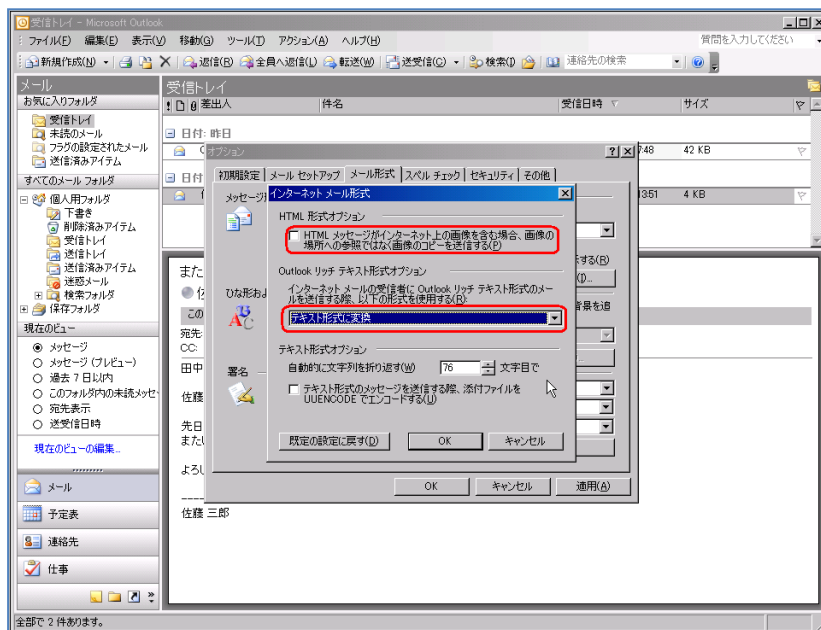 受信トレイ - Microsoft Outlook
ファイル(F) 編集(E) 表示(V) 移動(G) ツール(T) アクション(A) ヘルプ(H) 質問を入力してください
新規作成(N) 返信(R) 全員へ返信(L) 転送(W) 送受信(C) 検索(I) 連絡先の検索
メール
お気に入りフォルダ
受信トレイ
未読のメール
フラグの設定されたメール
送信済みアイテム
すべてのメール フォルダ
個人用フォルダ
下書き
削除済みアイテム
受信トレイ
送信トレイ
送信済みアイテム
迷惑メール
検索フォルダ
保存フォルダ
現在のビュー
メッセージ
メッセージ (プレビュー)
過去 7 日以内
このフォルダ内の未読メッセ
宛先表示
送受信日時
現在のビューの編集...
メール
予定表
連絡先
仕事
全部で 2 件あります。
受信トレイ
差出人 件名 受信日時 サイズ
日付: 昨日
7:48 42 KB
日付
13:51 4 KB
また
この
宛先:
CC:
田中
佐藤
先日
また
よろし
佐藤 三郎
オプション
初期設定 メール セットアップ メール形式 スペル チェック セキュリティ その他
メッセージ
ひな形およ
署名
する(B)
背景を追
OK キャンセル 適用(A)
インターネット メール形式
HTML 形式オプション
HTML メッセージがインターネット上の画像を含む場合、画像の
場所への参照ではなく画像のコピーを送信する(P)
Outlook リッチ テキスト形式オプション
インターネット メールの受信者に Outlook リッチ テキスト形式のメー
ルを送信する際、以下の形式を使用する(R):
テキスト形式に変換
テキスト形式オプション
自動的に文字列を折り返す(W) 76 文字目で
テキスト形式のメッセージを送信する際、添付ファイルを
UUENCODE でエンコードする(U)
既定の設定に戻す(D) OK キャンセル